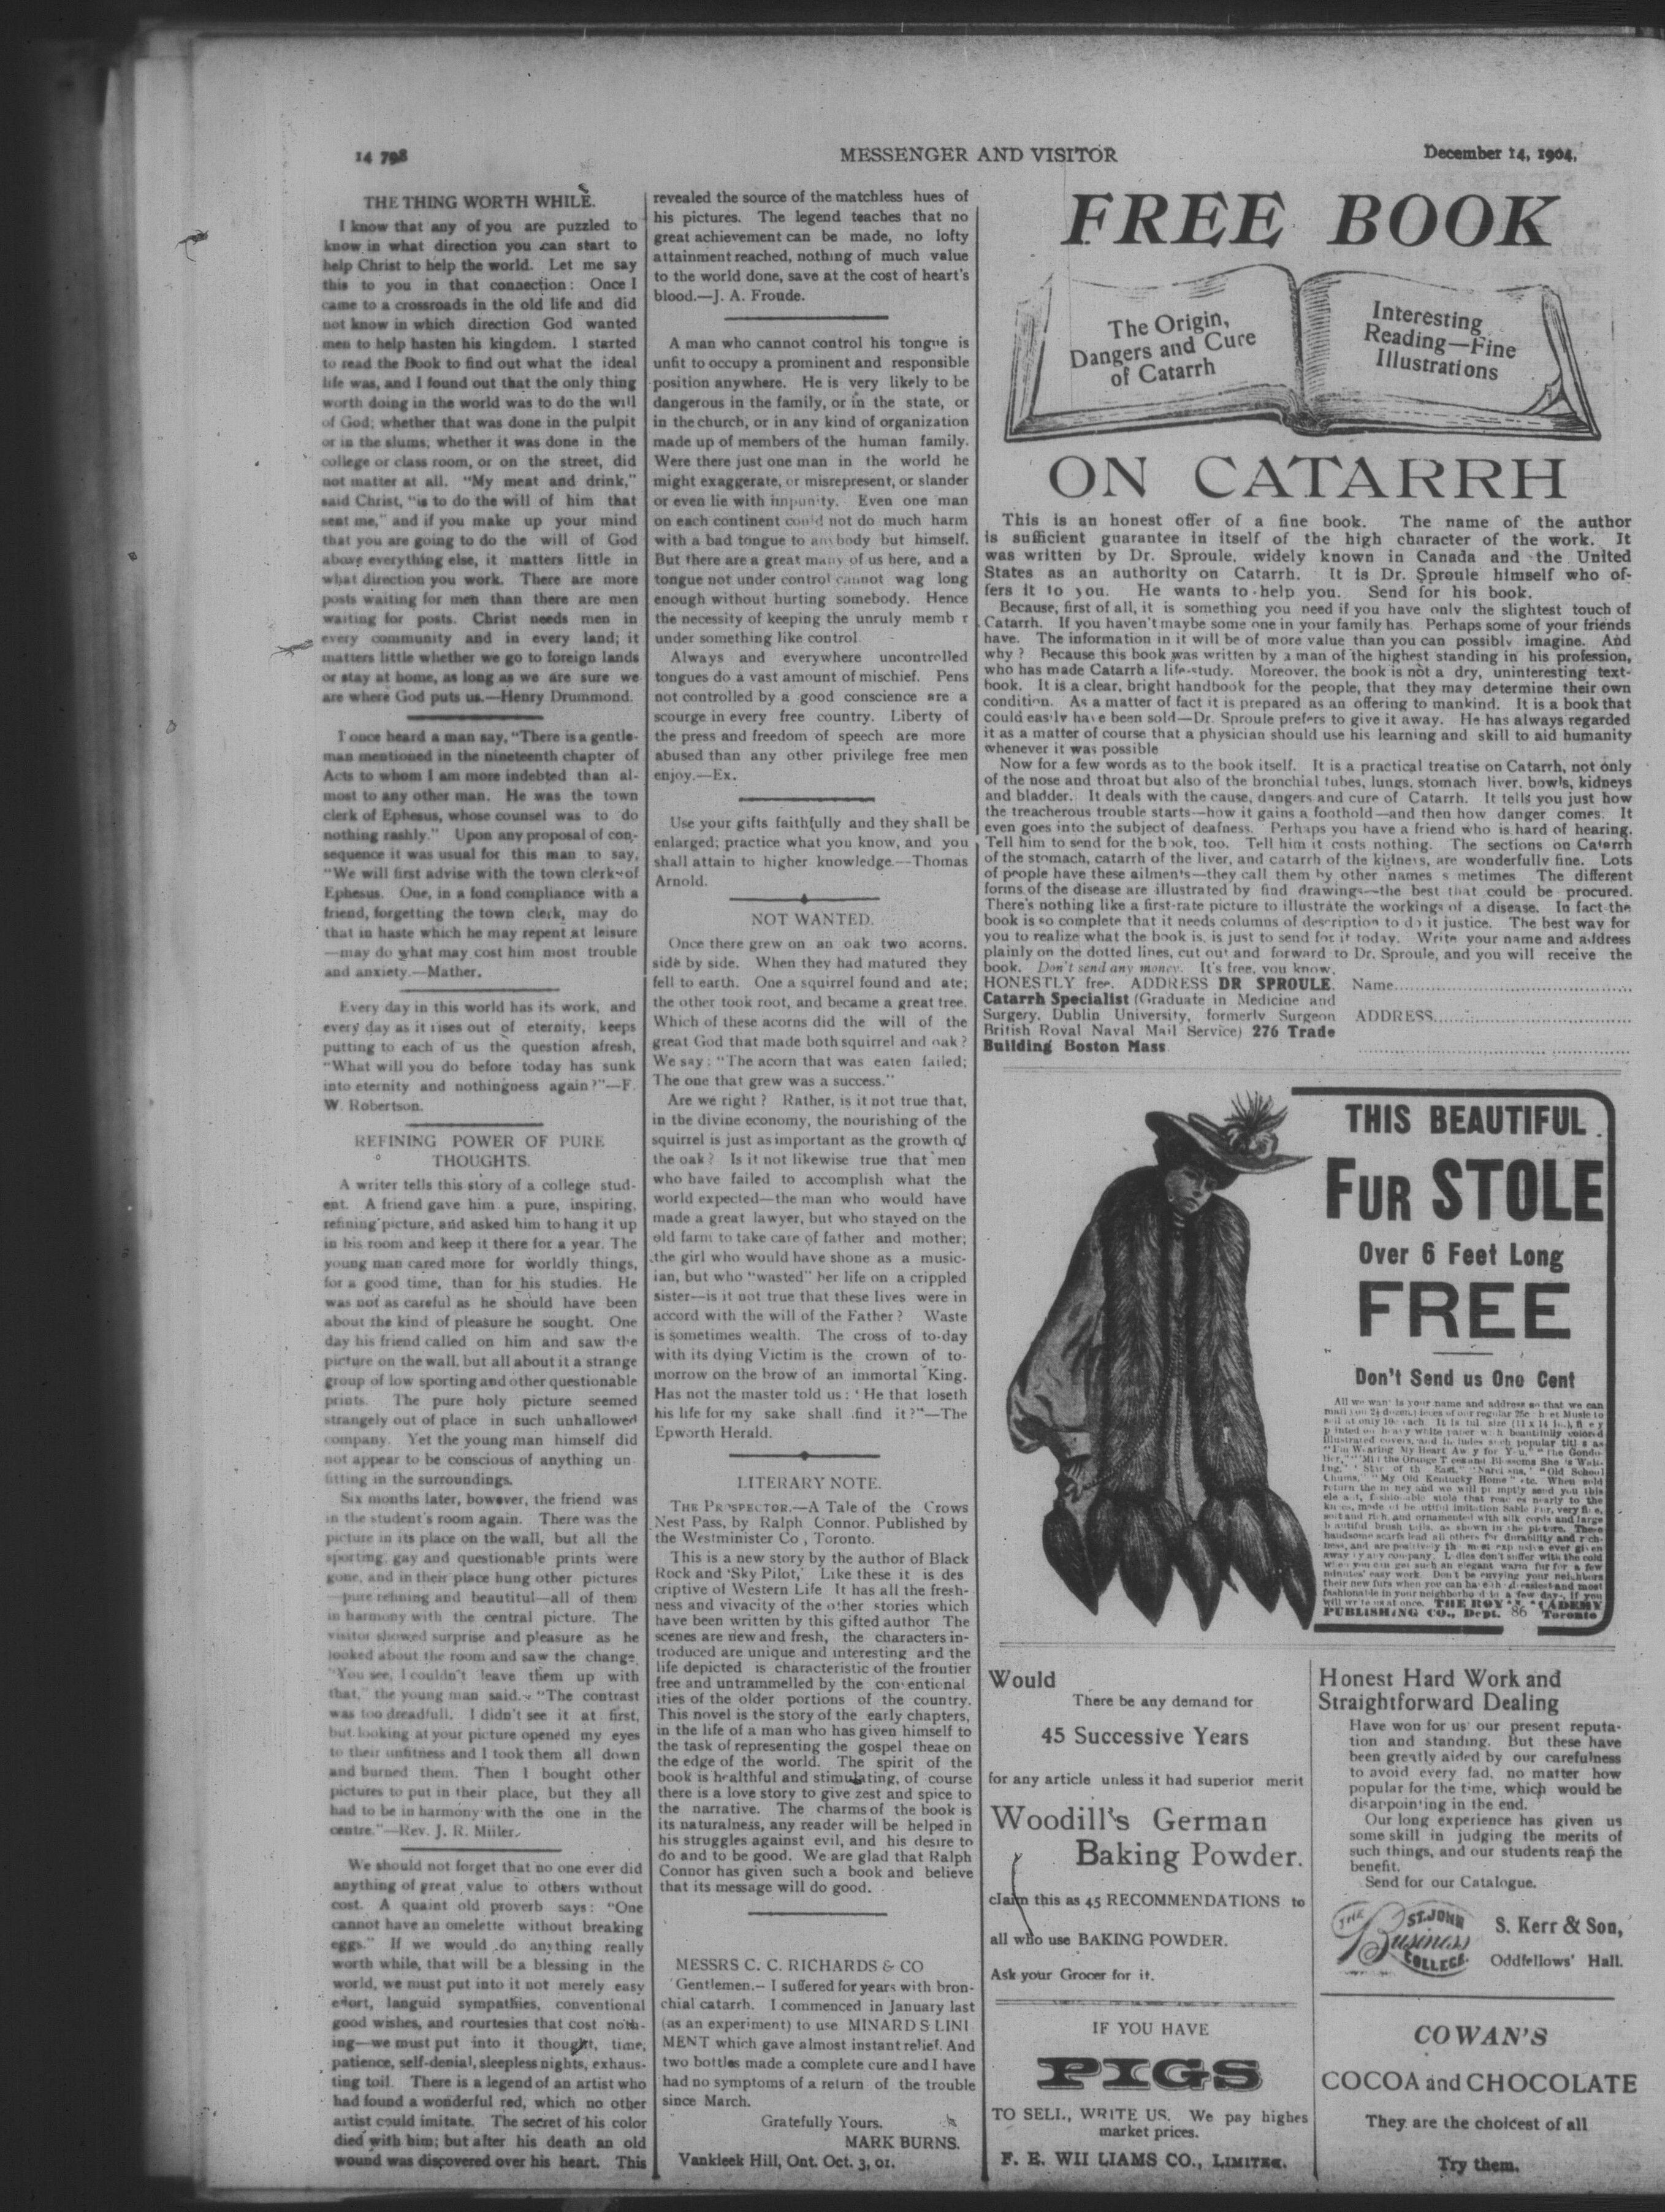 14 798
MESSENGER AND VISITOR
December 14, 1904.
THE THING WORTH WHILE.
I know that any of you are puzzled to
know in what direction you can start to
help Christ to help the world. Let me say
this to you in that connection: Once I
came to a crossroads in the old life and did
not know in which direction God wanted
men to help hasten his kingdom. I started
to read the Book to find out what the ideal
life was, and I found out that the only thing
worth doing in the world was to do the will
of God; whether that was done in the pulpit
or in the slums, whether it was done in the
college or class room, or on the street, did
not matter at all. "My meat and drink,"
said Christ, "is to do the will of him that
sent me," and if you make up your mind
that you are going to do the will of God
above everything else, it matters little in
what direction you work. There are more
posts waiting for men than there are men
waiting for posts. Christ needs men in
every community and in every land; it
matters little whether we go to foreign lands
or stay at home, as long as we are sure we
are where God puts us.—Henry Drummond.
I once heard a man say, "There is a gentle-
man mentioned in the nineteenth chapter of
Acts to whom I am more indebted than al-
most to any other man. He was the town
clerk of Ephesus, whose counsel was to do
nothing rashly." Upon any proposal of con-
sequence it was usual for this man to say,
"We will first advise with the town clerk of
Ephesus. One, in a fond compliance with a
friend, forgetting the town clerk, may do
that in haste which he may repent at leisure
—may do what may cost him most trouble
and anxiety.—Mather.
Every day in this world has its work, and
every day as it rises out of eternity, keeps
putting to each of us the question afresh,
"What will you do before today has sunk
into eternity and nothingness again?"—F.
W. Robertson.
REFINING POWER OF PURE
THOUGHTS.
A writer tells this story of a college stud-
ent. A friend gave him a pure, inspiring,
refining picture, and asked him to hang it up
in his room and keep it there for a year. The
young man cared more for worldly things,
for a good time, than for his studies. He
was not as careful as he should have been
about the kind of pleasure he sought. One
day his friend called on him and saw the
picture on the wall, but all about it a strange
group of low sporting and other questionable
prints. The pure holy picture seemed
strangely out of place in such unhallowed
company. Yet the young man himself did
not appear to be conscious of anything un
fitting in the surroundings.
Six months later, however, the friend was
in the student's room again. There was the
picture in its place on the wall, but all the
sporting, gay and questionable prints were
gone, and in their place hung other pictures
—pure refining and beautitul—all of them
in harmony with the central picture. The
visitor showed surprise and pleasure as he
looked about the room and saw the change.
"You see, I couldn't leave them up with
that," the young man said. "The contrast
was too dreadfull. I didn't see it at first,
but looking at your picture opened my eyes
to their unfitness and I took them all down
and burned them. Then I bought other
pictures to put in their place, but they all
had to be in harmony with the one in the
centre."—Rev. J. R. Miller.
We should not forget that no one ever did
anything of great value to others without
cost. A quaint old proverb says: "One
cannot have an omelette without breaking
eggs." If we would do anything really
worth while, that will be a blessing in the
world, we must put into it not merely easy
effort, languid sympathies, conventional
good wishes, and courtesies that cost noth-
ing—we must put into it thought, time,
patience, self-denial, sleepless nights, exhaus-
ting toil. There is a legend of an artist who
had found a wonderful red, which no other
artist could imitate. The secret of his color
died with him; but after his death an old
wound was discovered over his heart. This
revealed the source of the matchless hues of
his pictures. The legend teaches that no
great achievement can be made, no lofty
attainment reached, nothing of much value
to the world done, save at the cost of heart's
blood.—J. A. Froude.
A man who cannot control his tongue is
unfit to occupy a prominent and responsible
position anywhere. He is very likely to be
dangerous in the family, or in the state, or
in the church, or in any kind of organization
made up of members of the human family.
Were there just one man in the world he
might exaggerate, or misrepresent, or slander
or even lie with impunity. Even one man
on each continent could not do much harm
with a bad tongue to anybody but himself.
But there are a great many of us here, and a
tongue not under control cannot wag long
enough without hurting somebody. Hence
the necessity of keeping the unruly memb r
under something like control
Always and everywhere uncontrolled
tongues do a vast amount of mischief. Pens
not controlled by a good conscience are a
scourge in every free country. Liberty of
the press and freedom of speech are more
abused than any other privilege free men
enjoy.—Ex.
Use your gifts faithfully and they shall be
enlarged; practice what you know, and you
shall attain to higher knowledge.—Thomas
Arnold.
NOT WANTED.
Once there grew on an oak two acorns,
side by side. When they had matured they
fell to earth. One a squirrel found and ate;
the other took root, and became a great tree.
Which of these acorns did the will of the
great God that made both squirrel and oak?
We say: "The acorn that was eaten failed;
The one that grew was a success."
Are we right? Rather, is it not true that,
in the divine economy, the nourishing of the
squirrel is just as important as the growth of
the oak? Is it not likewise true that men
who have failed to accomplish what the
world expected—the man who would have
made a great lawyer, but who stayed on the
old farm to take care of father and mother;
the girl who would have shone as a music-
ian, but who "wasted" her life on a crippled
sister—is it not true that these lives were in
accord with the will of the Father? Waste
is sometimes wealth. The cross of to-day
with its dying Victim is the crown of to-
morrow on the brow of an immortal King.
Has not the master told us: 'He that loseth
his life for my sake shall find it?"—The
Epworth Herald.
LITERARY NOTE.
THE PROSPECTOR.—A Tale of the Crows
Nest Pass, by Ralph Connor. Published by
the Westminister Co, Toronto.
This is a new story by the author of Black
Rock and 'Sky Pilot,' Like these it is des
criptive of Western Life It has all the fresh-
ness and vivacity of the other stories which
have been written by this gifted author The
scenes are new and fresh, the characters in-
troduced are unique and interesting and the
life depicted is characteristic of the frontier
free and untrammelled by the conventional
ities of the older portions of the country.
This novel is the story of the early chapters,
in the life of a man who has given himself to
the task of representing the gospel theae on
the edge of the world. The spirit of the
book is healthful and stimulating, of course
there is a love story to give zest and spice to
the narrative. The charms of the book is
its naturalness, any reader will be helped in
his struggles against evil, and his desire to
do and to be good. We are glad that Ralph
Connor has given such a book and believe
that its message will do good.
MESSRS C. C. RICHARDS & CO
Gentlemen.— I suffered for years with bron-
chial catarrh. I commenced in January last
(as an experiment) to use MINARDS LINI
MENT which gave almost instant relief. And
two bottles made a complete cure and I have
had no symptoms of a return of the trouble
since March.
Gratefully Yours.
MARK BURNS.
Vankleek Hill, Ont. Oct. 3, 01.
FREE BOOK
The Origin,
Dangers and Cure
of Catarrh
Interesting
Reading—Fine
Illustrations
ON CATARRH
This is an honest offer of a fine book. The name of the author
is sufficient guarantee in itself of the high character of the work. It
was written by Dr. Sproule, widely known in Canada and the United
States as an authority on Catarrh. It is Dr. Sproule himself who of-
fers it to you. He wants to help you. Send for his book.
Because, first of all, it is something you need if you have only the slightest touch of
Catarrh. If you haven't maybe some one in your family has. Perhaps some of your friends
have. The information in it will be of more value than you can possibly imagine. And
why? Because this book was written by a man of the highest standing in his profession,
who has made Catarrh a life-study. Moreover, the book is not a dry, uninteresting text-
book. It is a clear, bright handbook for the people, that they may determine their own
condition. As a matter of fact it is prepared as an offering to mankind. It is a book that
could easily have been sold—Dr. Sproule prefers to give it away. He has always regarded
it as a matter of course that a physician should use his learning and skill to aid humanity
whenever it was possible
Now for a few words as to the book itself. It is a practical treatise on Catarrh, not only
of the nose and throat but also of the bronchial tubes, lungs, stomach liver, bowls, kidneys
and bladder. It deals with the cause, dangers and cure of Catarrh. It tells you just how
the treacherous trouble starts—how it gains a foothold—and then how danger comes. It
even goes into the subject of deafness. Perhaps you have a friend who is hard of hearing.
Tell him to send for the book, too. Tell him it costs nothing. The sections on Catarrh
of the stomach, catarrh of the liver, and catarrh of the kidneys, are wonderfully fine. Lots
of people have these ailments—they call them by other names s metimes The different
forms of the disease are illustrated by find drawings—the best that could be procured.
There's nothing like a first-rate picture to illustrate the workings of a disease. In fact the
book is so complete that it needs columns of description to do it justice. The best way for
you to realize what the book is, is just to send for it today. Write your name and address
plainly on the dotted lines, cut out and forward to Dr. Sproule, and you will receive the
book. Don't send any money. It's free, you know,
HONESTLY free. ADDRESS DR SPROULE,
Catarrh Specialist (Graduate in Medicine and
Surgery, Dublin University, formerly Surgeon
British Royal Naval Mail Service) 276 Trade
Building Boston Mass
Name
ADDRESS
THIS BEAUTIFUL
FUR STOLE
Over 6 Feet Long
FREE
Don't Send us One Cent
All we want is your name and address so that we can
illustrated covers, and includes such popular titles as
"My Old Kentucky Home" etc. When sold
handsome scarfs lead all others for durability and rich-
away by any company. Ladies don't suffer with the cold
when you can get such an elegant warm fur for a few
minutes' easy work. Don't be envying your neighbors
fashionable in your neighborhood in a few days, if you
will write us at once. THE ROYAL ACADEMY
PUBLISHING CO., Dept. 86 Toronto
Would
There be any demand for
45 Successive Years
for any article unless it had superior merit
Woodill's German
Baking Powder.
claim this as 45 RECOMMENDATIONS to
all who use BAKING POWDER.
Ask your Grocer for it.
IF YOU HAVE
PIGS
TO SELL, WRITE US. We pay highes
market prices.
F. E. WILLIAMS CO., LIMITED.
Honest Hard Work and
Straightforward Dealing
Have won for us our present reputa-
tion and standing. But these have
been greatly aided by our carefulness
to avoid every fad, no matter how
popular for the time, which would be
disappointing in the end.
Our long experience has given us
some skill in judging the merits of
such things, and our students reap the
benefit.
Send for our Catalogue.
THE
ST. JOHN
Business
COLLEGE.
S. Kerr & Son,
Oddfellows' Hall.
COWAN'S
COCOA and CHOCOLATE
They are the choicest of all
Try them.